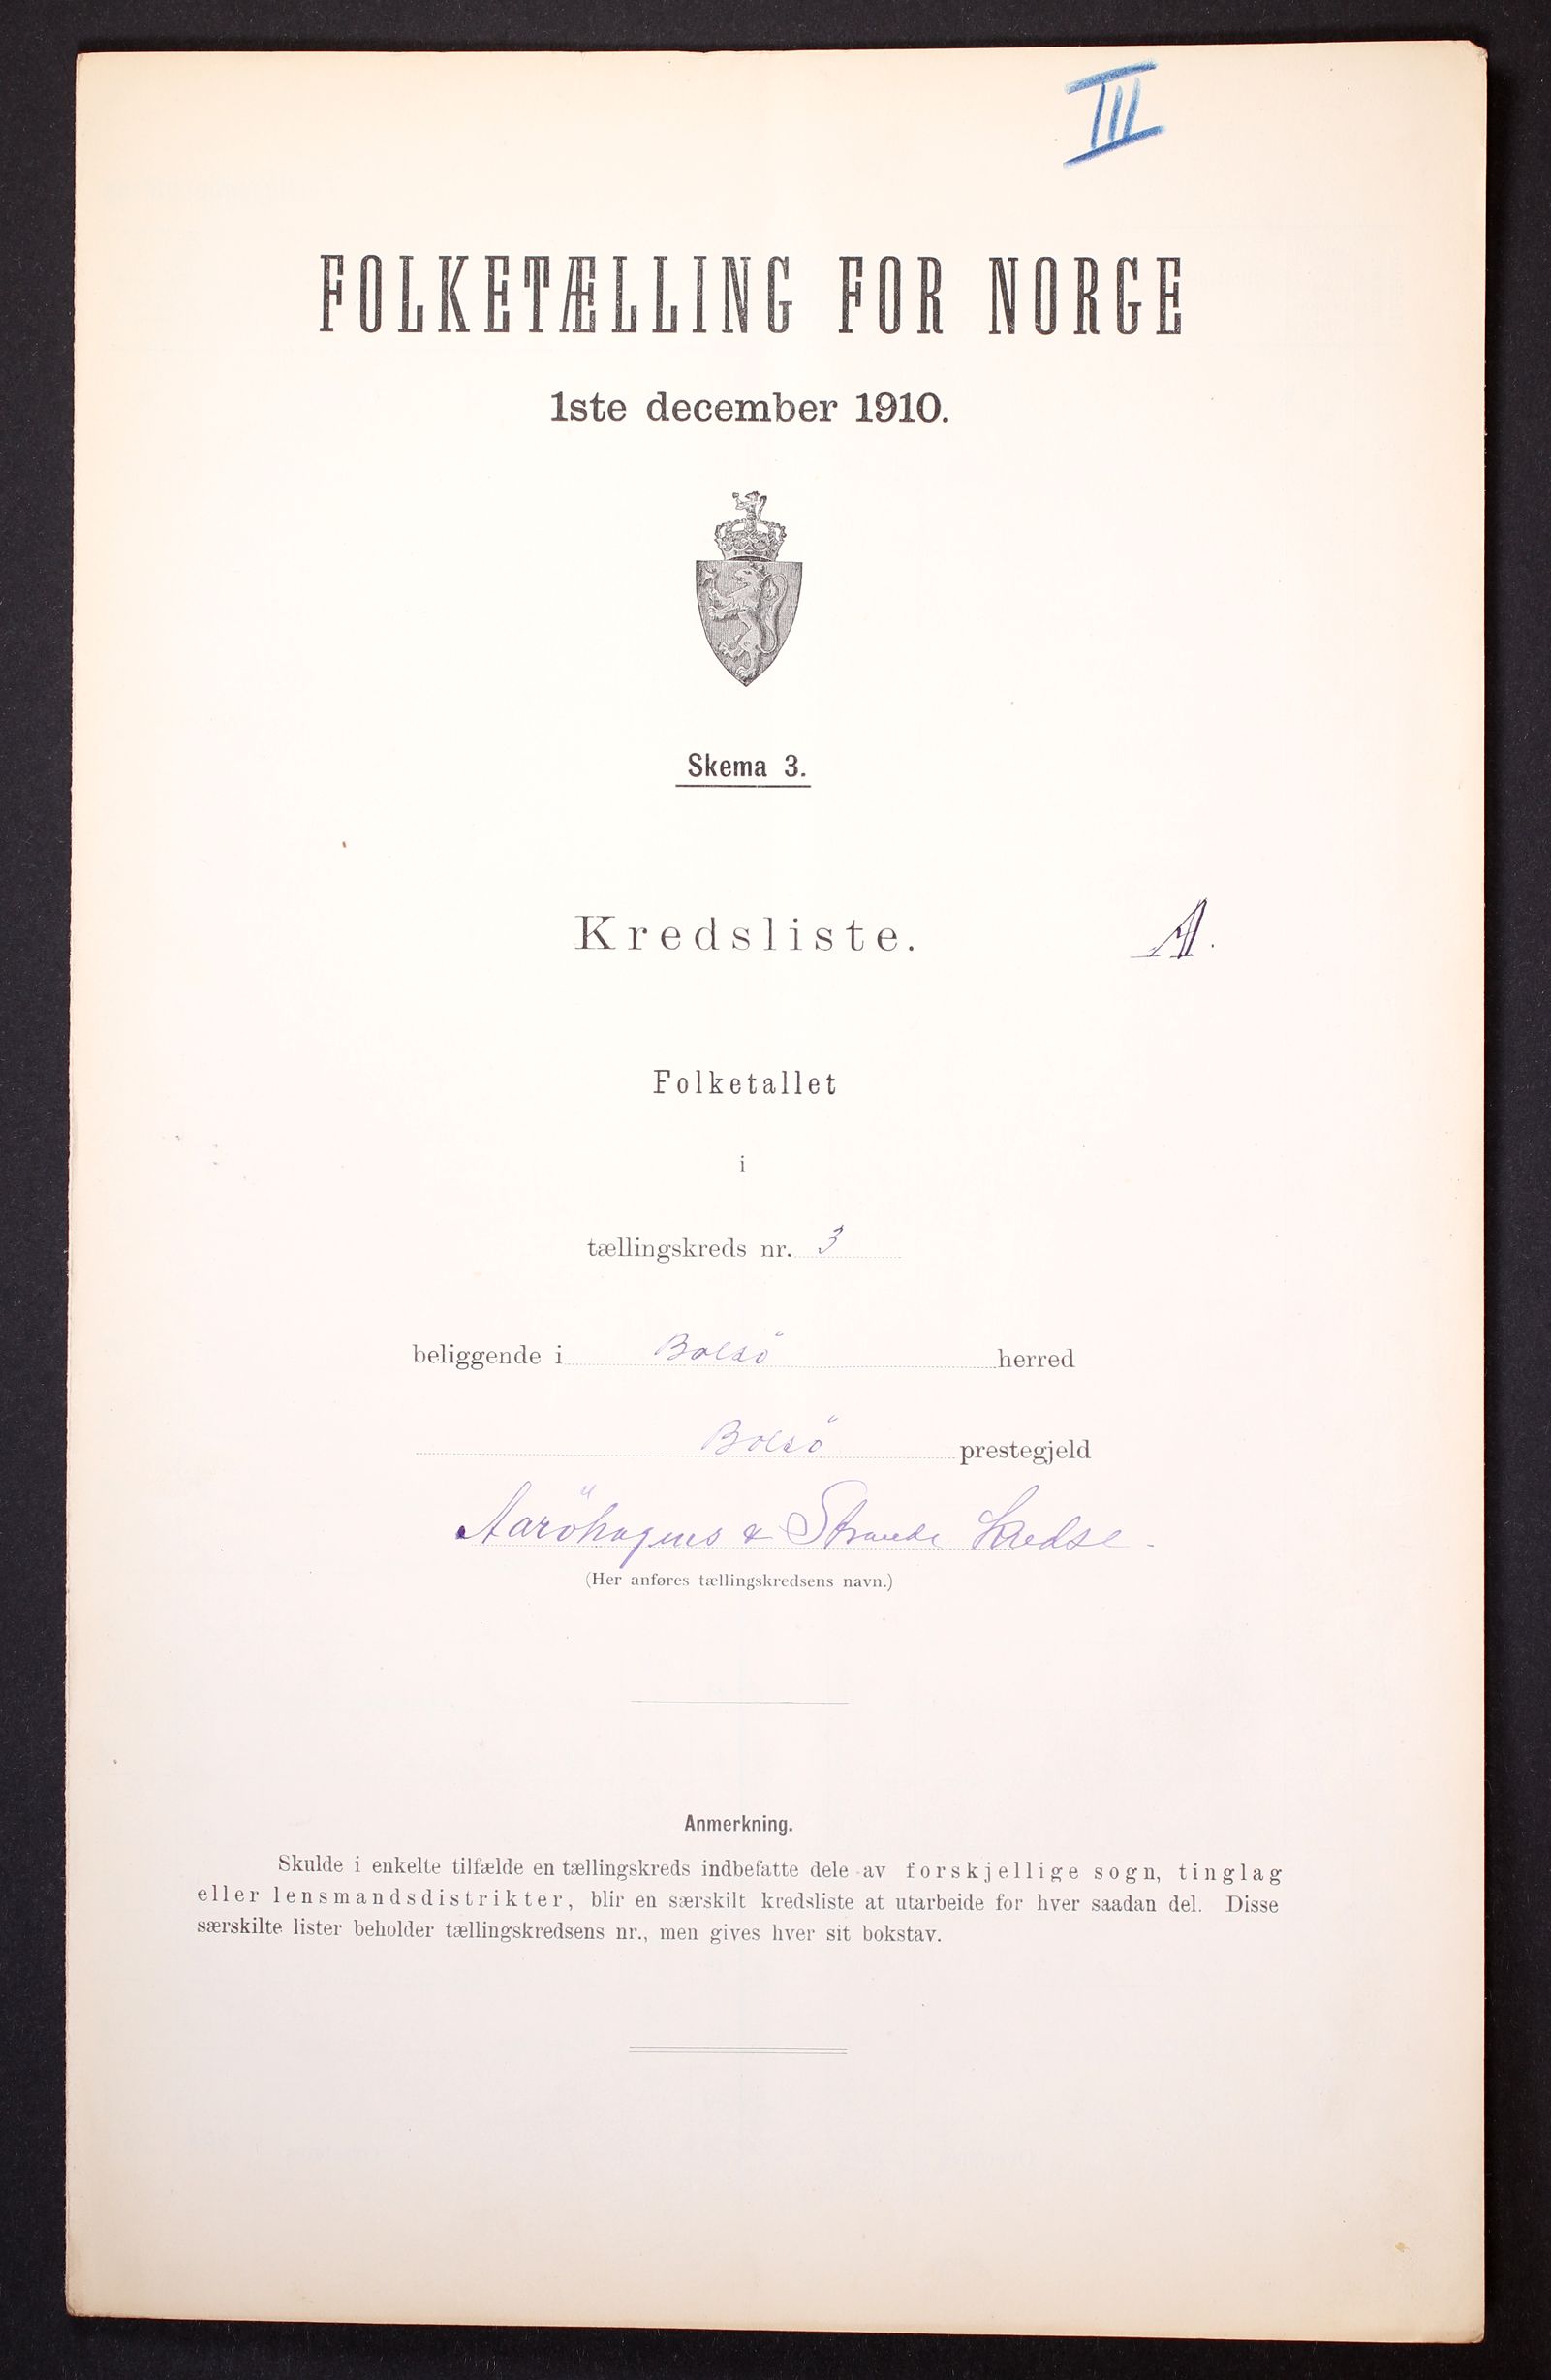 III
FOLKETÆLLING FOR NORGE
1ste december 1910.
Skema 3.
Kredsliste. A.
Folketallet
i
tællingskreds nr. 3
beliggende i Bolsö herred
Bolsö prestegjeld
Aaröhagens & Strande Kredse.
(Her anføres tællingskredsens navn.)
Anmerkning.
Skulde i enkelte tilfælde en tællingskreds indbefatte dele av forskjellige sogn, tinglag
eller lensmandsdistrikter, blir en særskilt kredsliste at utarbeide for hver saadan del. Disse
særskilte lister beholder tællingskredsens nr., men gives hver sit bokstav.